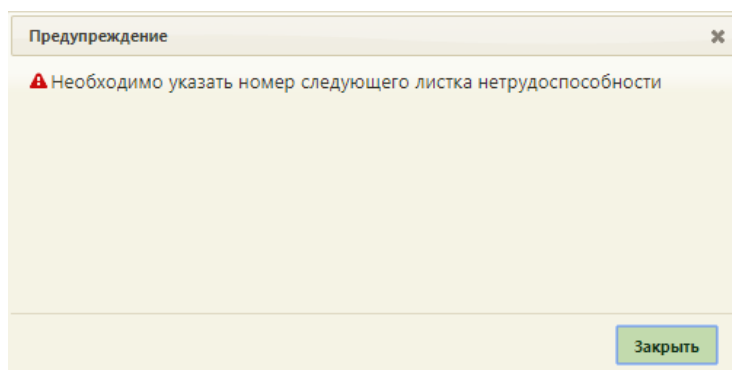 Предупреждение
Необходимо указать номер следующего листка нетрудоспособности
Закрыть